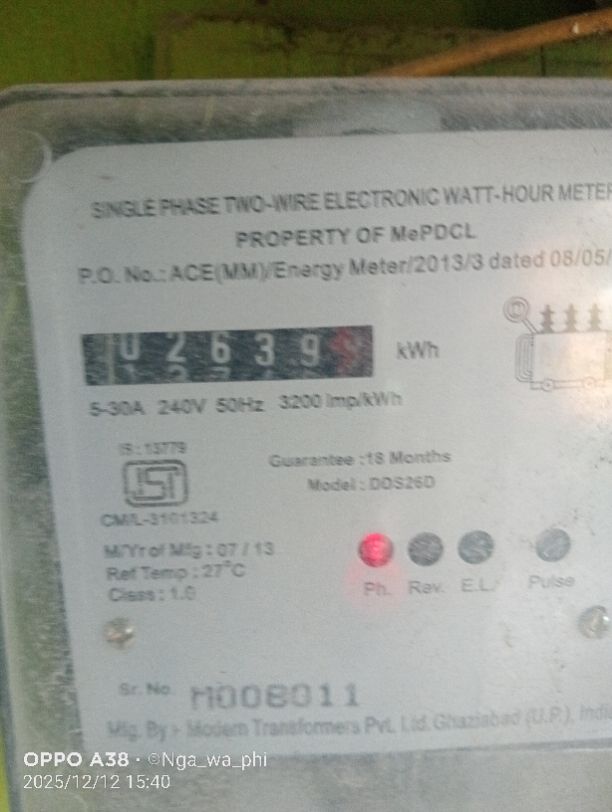 SINGLE PHASE TWO-WIRE ELECTRONIC WATT-HOUR METER
PROPERTY OF MePDCL
P.O. No.: ACE(MM)/Energy Meter/2013/3 dated 08/05/
02639 kWh
5-30A 240V 50Hz 3200 Imp/kWh
IS : 13779
ISI
CM/L-3101324
Guarantee :18 Months
Model : DDS26D
M/Yr of Mfg : 07 / 13
Ref Temp : 27°C
Class : 1.0
Ph. Rev. E.L. Pulse
Sr. No. M008011
Mfg. By :- Modern Transformers Pvt. Ltd. Ghaziabad (U.P.), India
OPPO A38 · ©Nga_wa_phi
2025/12/12 15:40